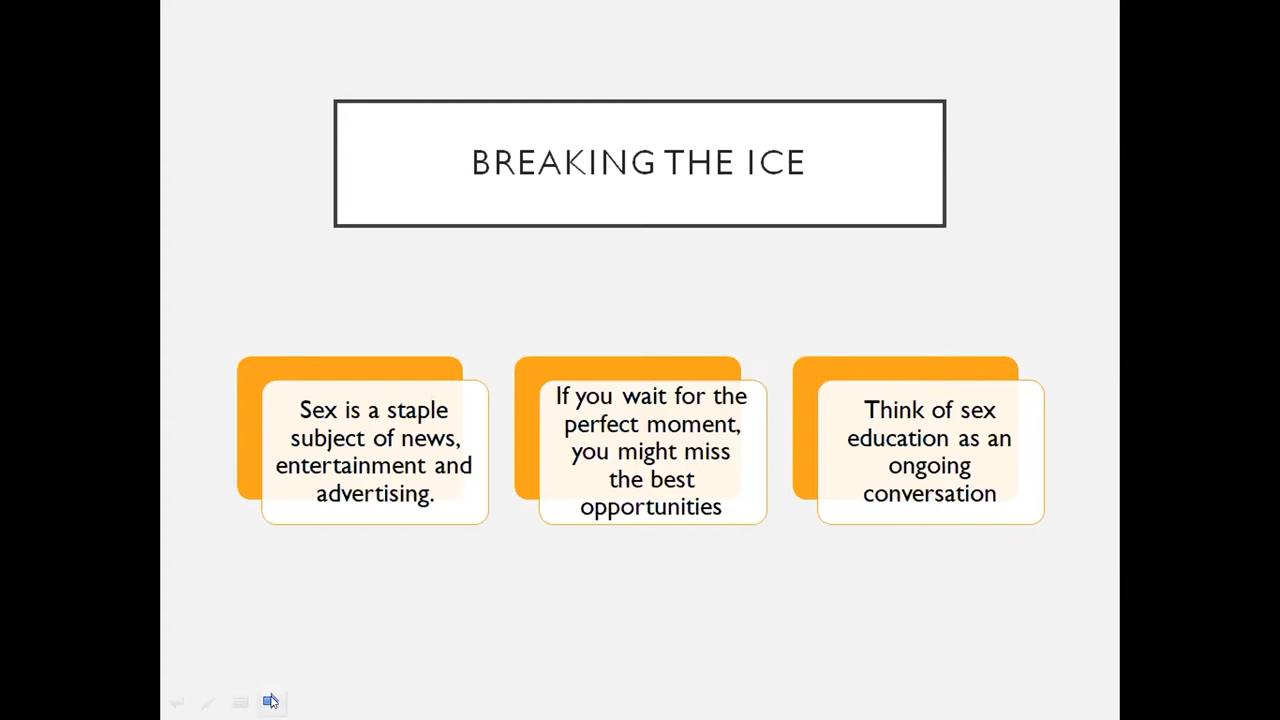 BREAKING THE ICE
Sex is a staple
subject of news,
entertainment and
advertising.
If you wait for the
perfect moment,
you might miss
the best
opportunities
Think of sex
education as an
ongoing
conversation